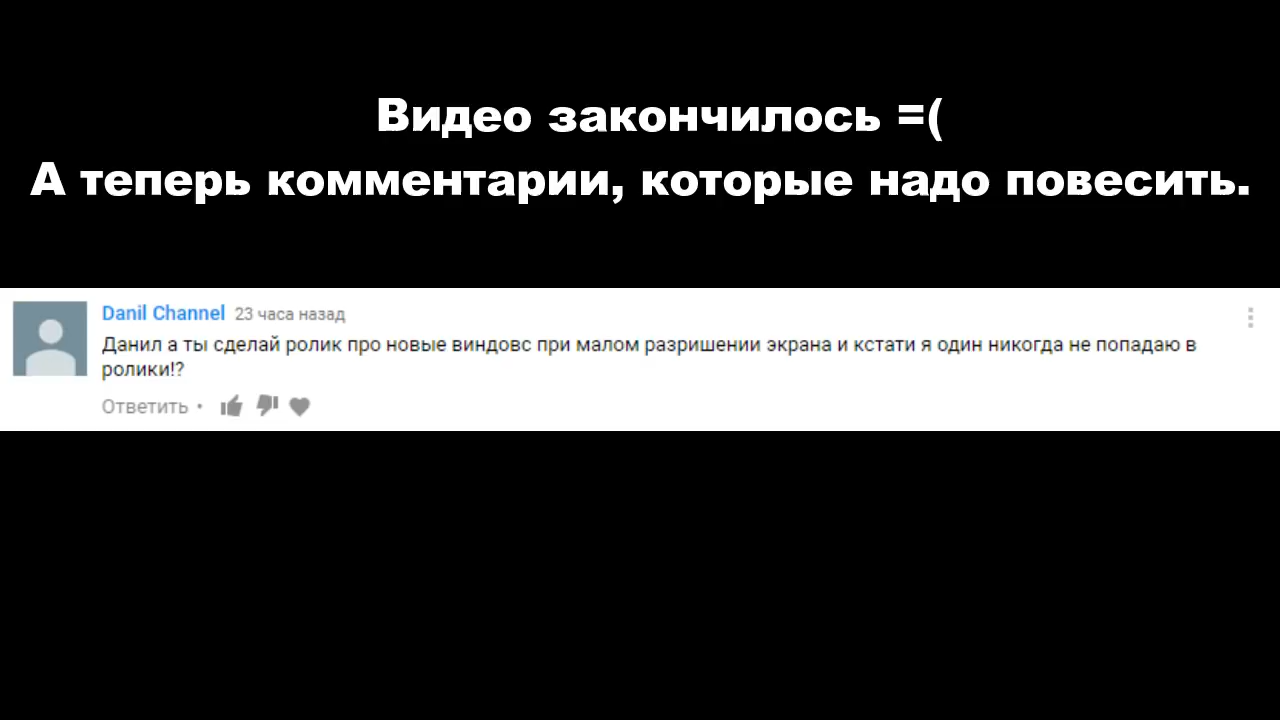 Видео закончилось =(
А теперь комментарии, которые надо повесить.
Danil Channel 23 часа назад
Данил а ты сделай ролик про новые виндовс при малом разришении экрана и кстати я один никогда не попадаю в
ролики!?
Ответить •